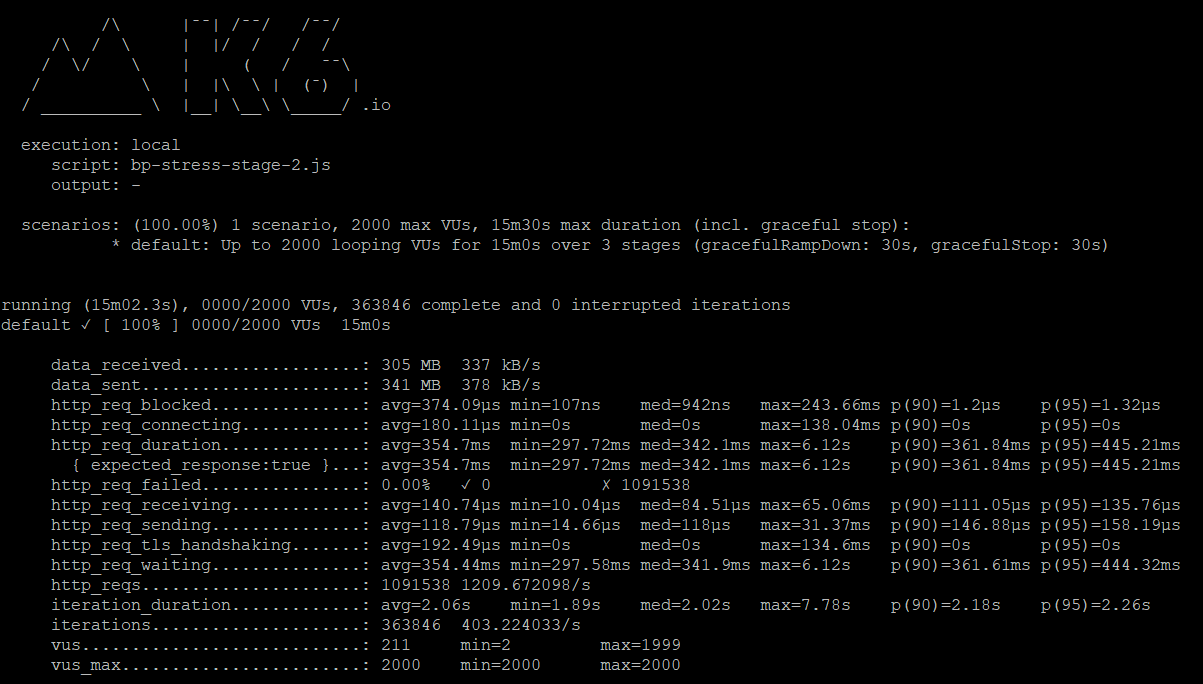 /\      |‾‾| /‾‾/   /‾‾/
     /\  /  \     |  |/  /   /  /
    /  \/    \    |     (   /   ‾‾\
   /          \   |  |\  \ |  (‾)  |
  / __________ \  |__| \__\ \_____/ .io
  execution: local
     script: bp-stress-stage-2.js
     output: -
  scenarios: (100.00%) 1 scenario, 2000 max VUs, 15m30s max duration (incl. graceful stop):
           * default: Up to 2000 looping VUs for 15m0s over 3 stages (gracefulRampDown: 30s, gracefulStop: 30s)
running (15m02.3s), 0000/2000 VUs, 363846 complete and 0 interrupted iterations
default ✓ [ 100% ] 0000/2000 VUs  15m0s
     data_received..................: 305 MB  337 kB/s
     data_sent......................: 341 MB  378 kB/s
     http_req_blocked...............: avg=374.09µs min=107ns    med=942ns   max=243.66ms p(90)=1.2µs    p(95)=1.32µs
     http_req_connecting............: avg=180.11µs min=0s       med=0s      max=138.04ms p(90)=0s       p(95)=0s
     http_req_duration..............: avg=354.7ms  min=297.72ms med=342.1ms max=6.12s    p(90)=361.84ms p(95)=445.21ms
       { expected_response:true }...: avg=354.7ms  min=297.72ms med=342.1ms max=6.12s    p(90)=361.84ms p(95)=445.21ms
     http_req_failed................: 0.00%   ✓ 0          ✗ 1091538
     http_req_receiving.............: avg=140.74µs min=10.04µs  med=84.51µs max=65.06ms  p(90)=111.05µs p(95)=135.76µs
     http_req_sending...............: avg=118.79µs min=14.66µs  med=118µs   max=31.37ms  p(90)=146.88µs p(95)=158.19µs
     http_req_tls_handshaking.......: avg=192.49µs min=0s       med=0s      max=134.6ms  p(90)=0s       p(95)=0s
     http_req_waiting...............: avg=354.44ms min=297.58ms med=341.9ms max=6.12s    p(90)=361.61ms p(95)=444.32ms
     http_reqs......................: 1091538 1209.672098/s
     iteration_duration.............: avg=2.06s    min=1.89s    med=2.02s   max=7.78s    p(90)=2.18s    p(95)=2.26s
     iterations.....................: 363846  403.224033/s
     vus............................: 211     min=2        max=1999
     vus_max........................: 2000    min=2000     max=2000